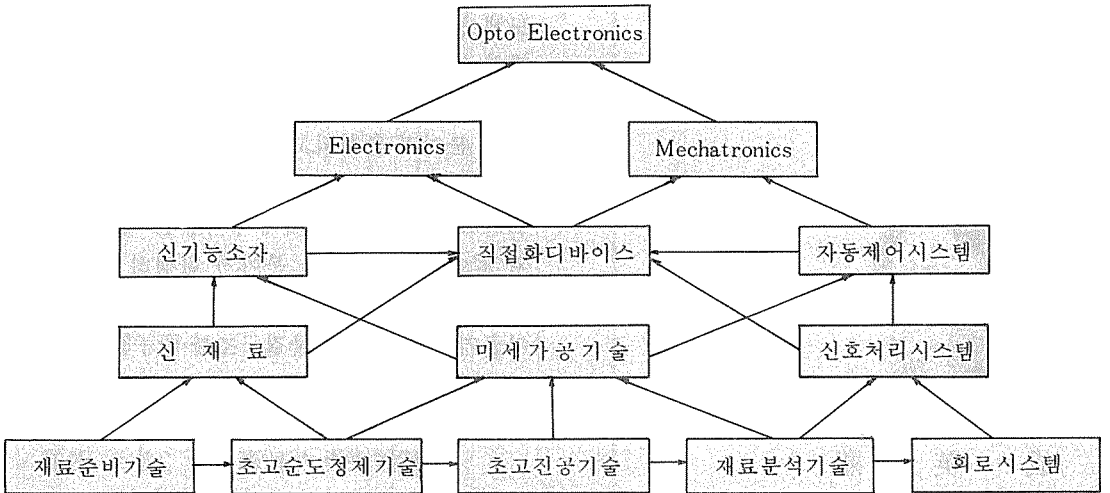 Opto Electronics
Electronics
Mechatronics
신기능소자
직접화디바이스
자동제어시스템
신 재 료
미세가공기술
신호처리시스템
재료준비기술
초고순도정제기술
초고진공기술
재료분석기술
회로시스템